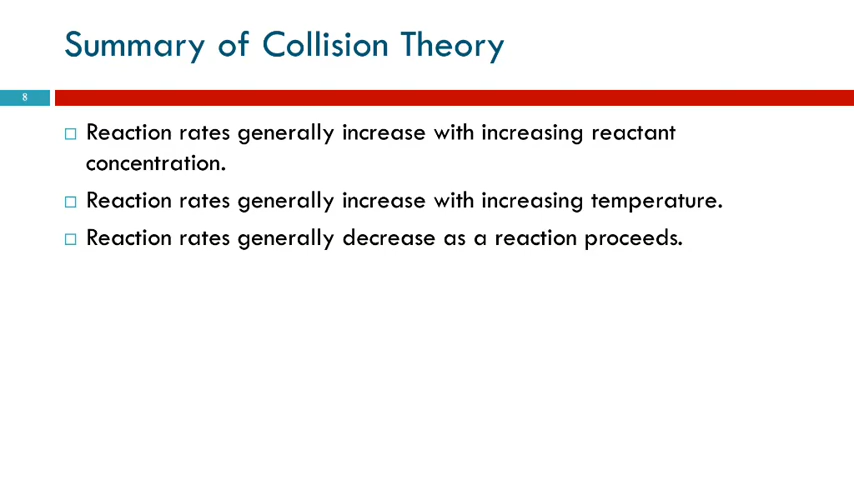 Summary of Collision Theory
8
Reaction rates generally increase with increasing reactant
concentration.
Reaction rates generally increase with increasing temperature.
Reaction rates generally decrease as a reaction proceeds.